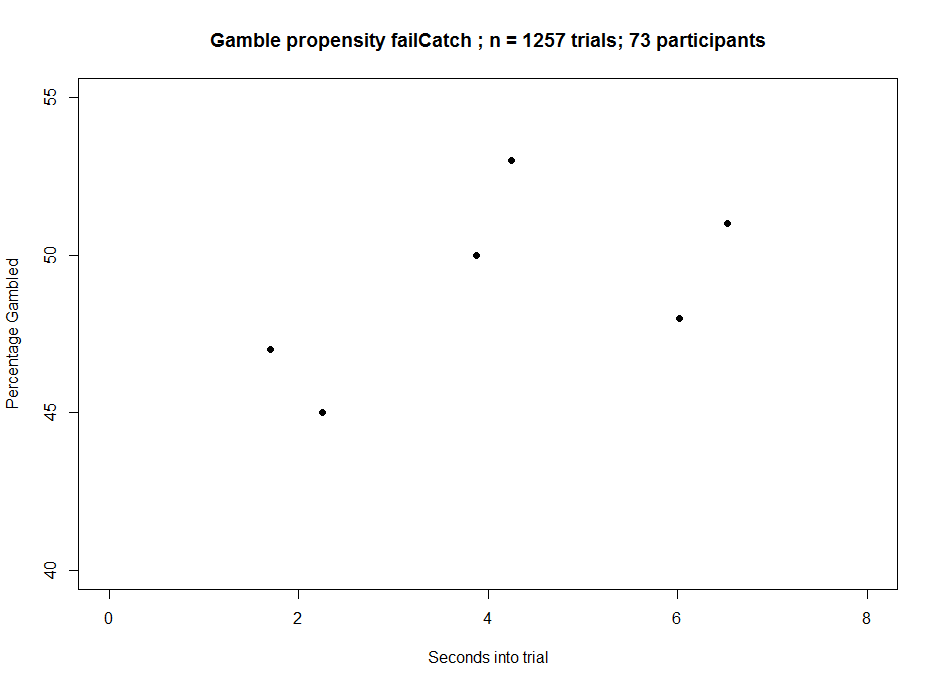 Gamble propensity failCatch ; n = 1257 trials; 73 participants
Percentage Gambled
55
50
45
40
0 2 4 6 8
Seconds into trial